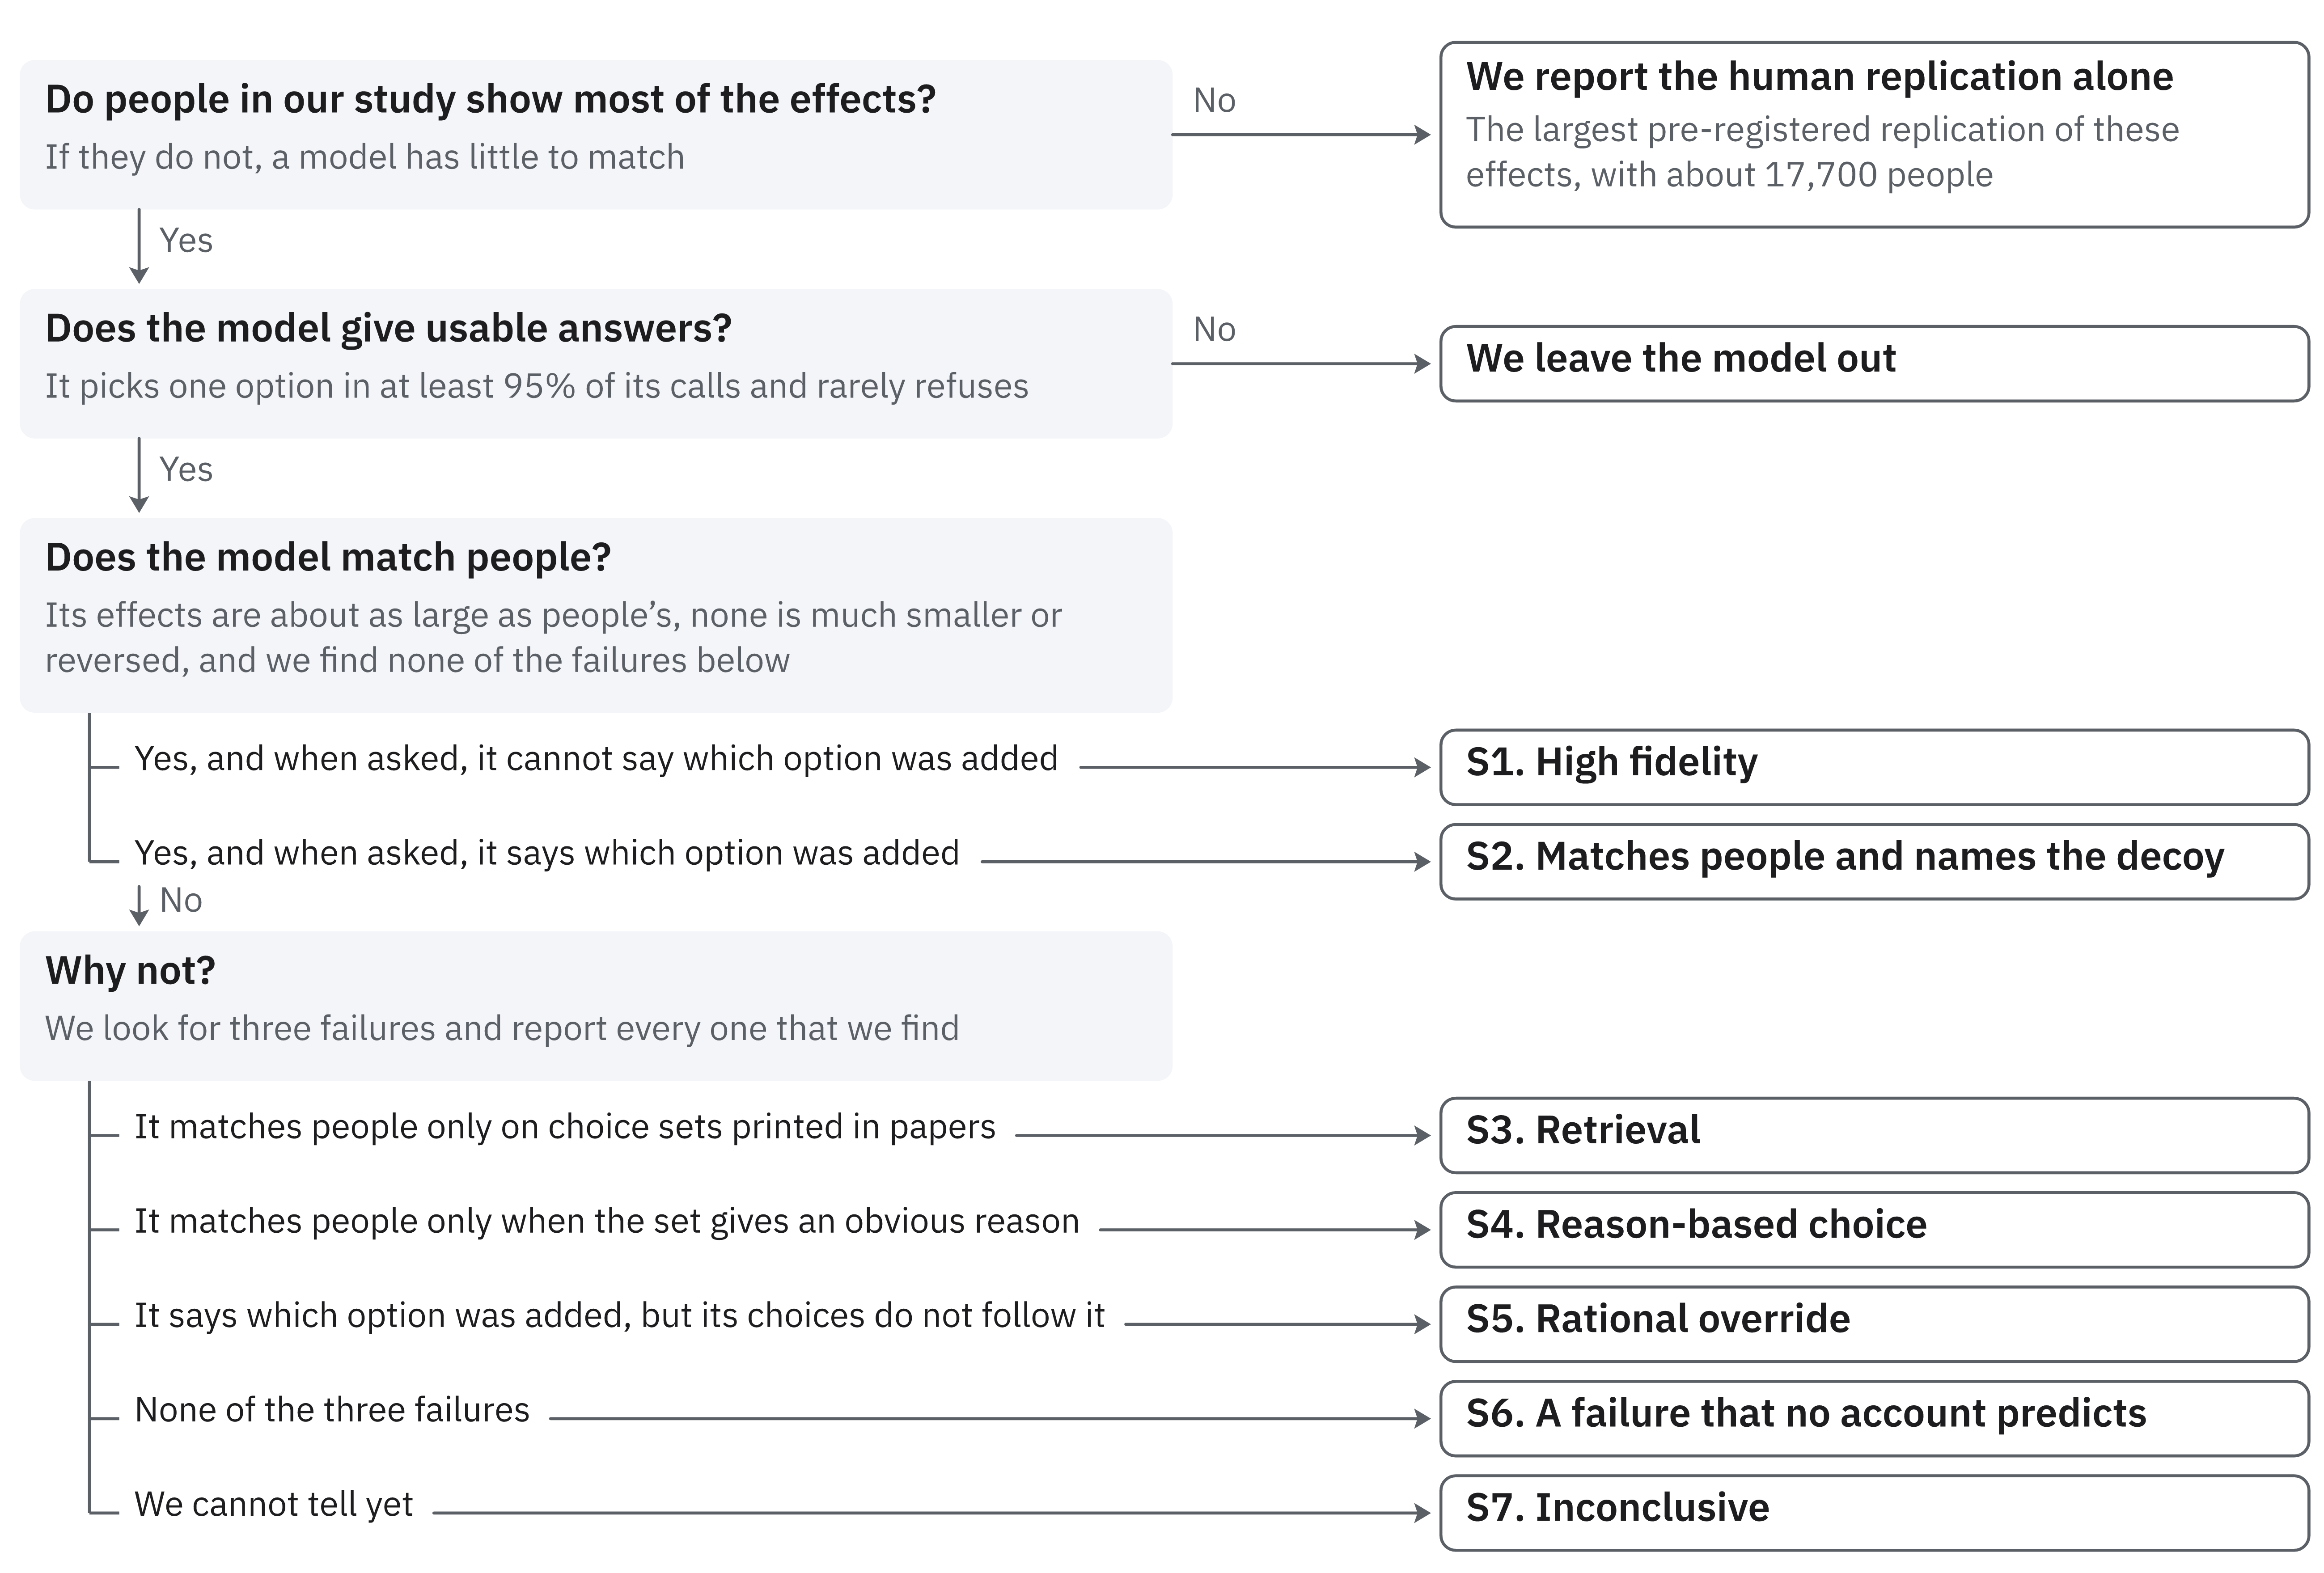 Do people in our study show most of the effects?
If they do not, a model has little to match
No
We report the human replication alone
The largest pre-registered replication of these
effects, with about 17,700 people
Yes
Does the model give usable answers?
It picks one option in at least 95% of its calls and rarely refuses
No
We leave the model out
Yes
Does the model match people?
Its effects are about as large as people’s, none is much smaller or
reversed, and we find none of the failures below
Yes, and when asked, it cannot say which option was added
S1. High fidelity
Yes, and when asked, it says which option was added
S2. Matches people and names the decoy
No
Why not?
We look for three failures and report every one that we find
It matches people only on choice sets printed in papers
S3. Retrieval
It matches people only when the set gives an obvious reason
S4. Reason-based choice
It says which option was added, but its choices do not follow it
S5. Rational override
None of the three failures
S6. A failure that no account predicts
We cannot tell yet
S7. Inconclusive